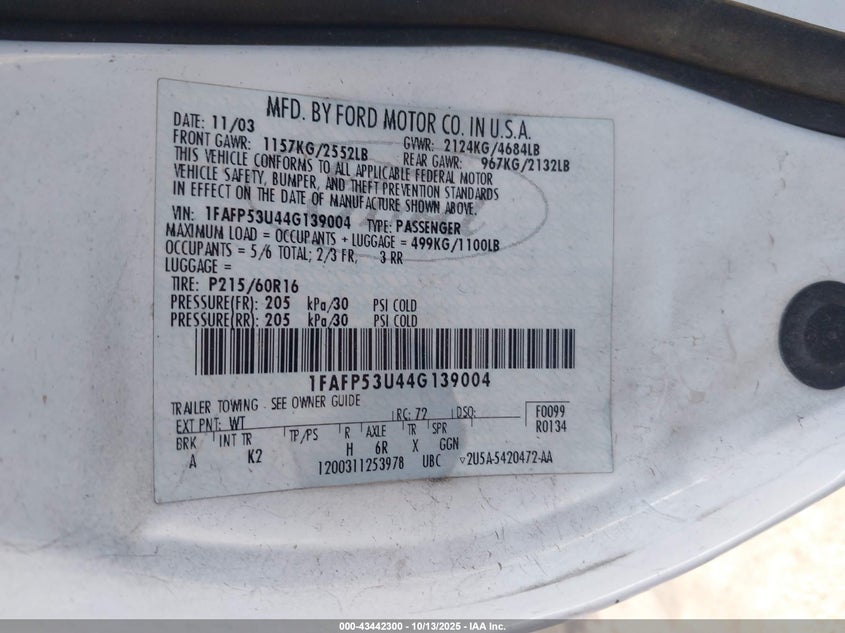 MFD. BY FORD MOTOR CO. IN U.S.A.
DATE: 11/03 GVWR: 2124KG/4684LB
FRONT GAWR: 1157KG/2552LB REAR GAWR: 967KG/2132LB
THIS VEHICLE CONFORMS TO ALL APPLICABLE FEDERAL MOTOR
VEHICLE SAFETY, BUMPER, AND THEFT PREVENTION STANDARDS
IN EFFECT ON THE DATE OF MANUFACTURE SHOWN ABOVE.
VIN: 1FAFP53U44G139004 TYPE: PASSENGER
MAXIMUM LOAD = OCCUPANTS + LUGGAGE = 499KG/1100LB
OCCUPANTS = 5/6 TOTAL; 2/3 FR, 3 RR
LUGGAGE =
TIRE: P215/60R16
PRESSURE(FR): 205 kPa/30 PSI COLD
PRESSURE(RR): 205 kPa/30 PSI COLD
1FAFP53U44G139004
TRAILER TOWING - SEE OWNER GUIDE
EXT PNT: WT RC: 72 DSO: F0099
R0134
BRK INT TR TP/PS R AXLE TR SPR
A K2 H 6R X GGN
1200311253978 UBC ▿2U5A-5420472-AA
000-43442300 - 10/13/2025 - IAA Inc.